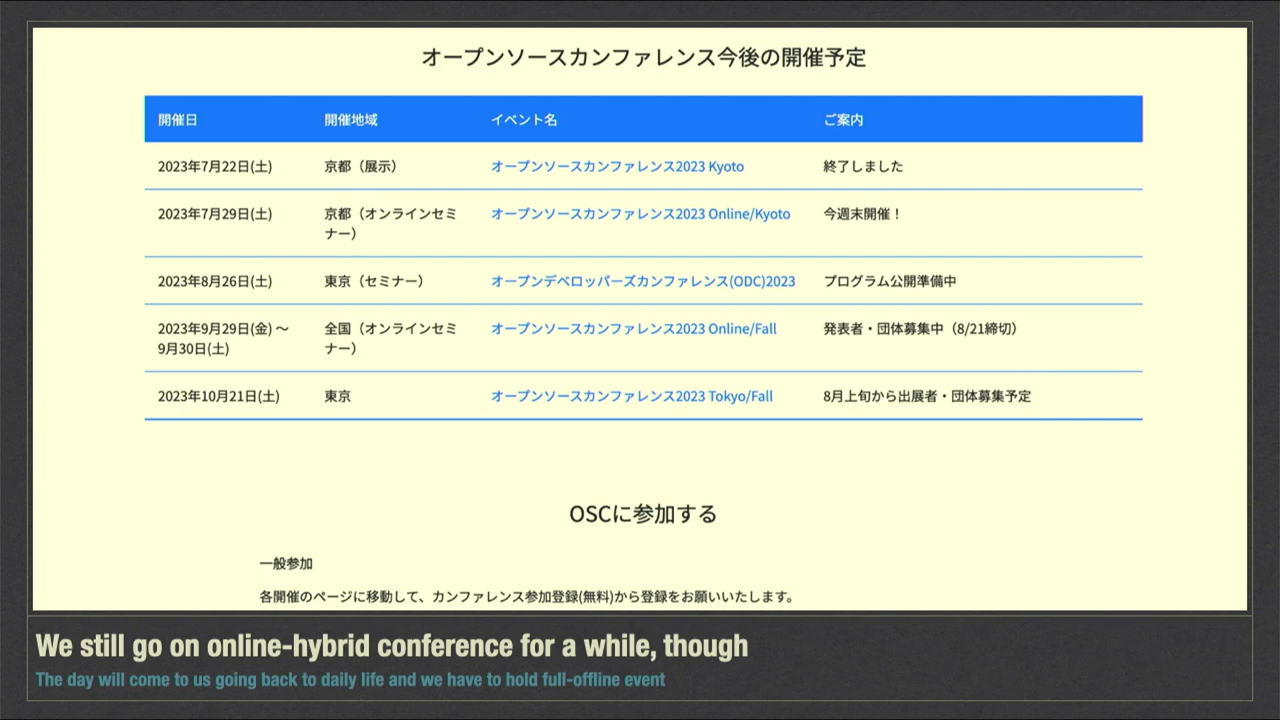 オープンソースカンファレンス今後の開催予定
開催日 開催地域 イベント名 ご案内
2023年7月22日(土) 京都（展示） オープンソースカンファレンス2023 Kyoto 終了しました
2023年7月29日(土) 京都（オンラインセミ オープンソースカンファレンス2023 Online/Kyoto 今週末開催！
ナー）
2023年8月26日(土) 東京（セミナー） オープンデベロッパーズカンファレンス(ODC)2023 プログラム公開準備中
2023年9月29日(金) 〜 全国（オンラインセミ オープンソースカンファレンス2023 Online/Fall 発表者・団体募集中（8/21締切）
9月30日(土) ナー）
2023年10月21日(土) 東京 オープンソースカンファレンス2023 Tokyo/Fall 8月上旬から出展者・団体募集予定
OSCに参加する
一般参加
各開催のページに移動して、カンファレンス参加登録(無料)から登録をお願いいたします。
We still go on online-hybrid conference for a while, though
The day will come to us going back to daily life and we have to hold full-offline event